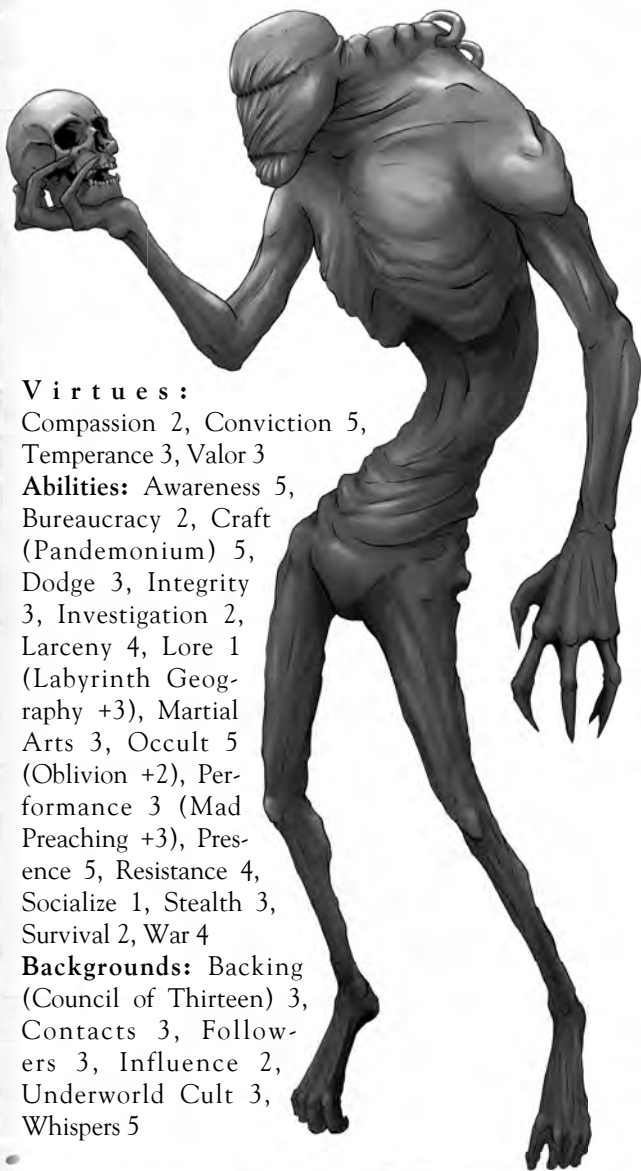 Virtues:
Compassion 2, Conviction 5,
Temperance 3, Valor 3
Abilities: Awareness 5,
Bureaucracy 2, Craft
(Pandemonium) 5,
Dodge 3, Integrity
3, Investigation 2,
Larceny 4, Lore 1
(Labyrinth Geog-
raphy +3), Martial
Arts 3, Occult 5
(Oblivion +2), Per-
formance 3 (Mad
Preaching +3), Pres-
ence 5, Resistance 4,
Socialize 1, Stealth 3,
Survival 2, War 4
Backgrounds: Backing
(Council of Thirteen) 3,
Contacts 3, Follow-
ers 3, Influence 2,
Underworld Cult 3,
Whispers 5